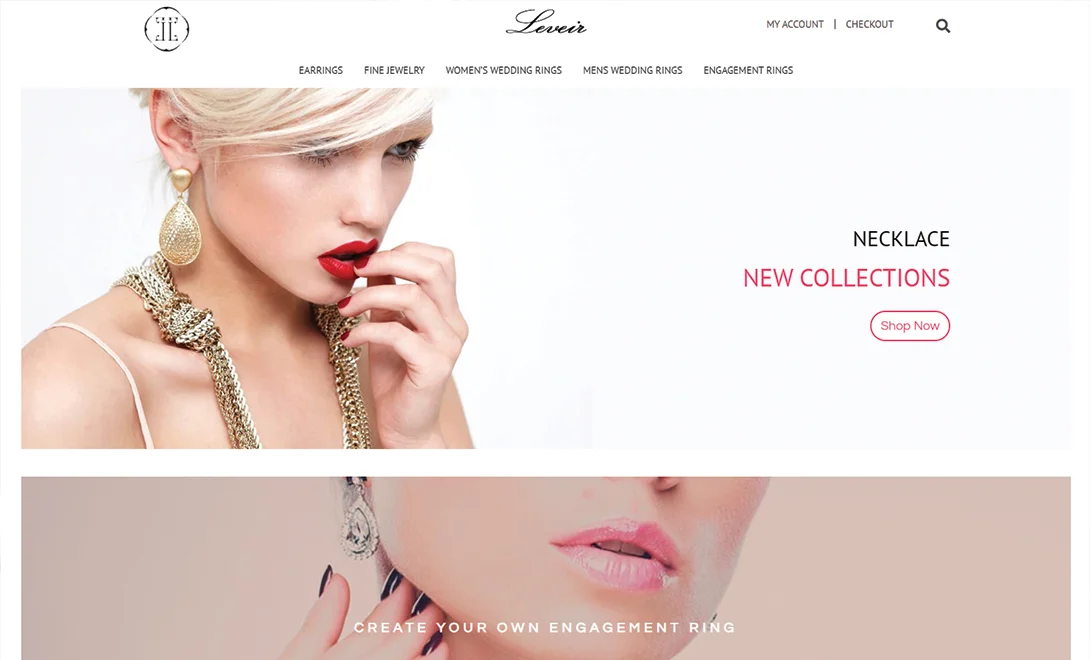 Leveir
MY ACCOUNT | CHECKOUT
EARRINGS FINE JEWELRY WOMEN'S WEDDING RINGS MENS WEDDING RINGS ENGAGEMENT RINGS
NECKLACE
NEW COLLECTIONS
Shop Now
CREATE YOUR OWN ENGAGEMENT RING